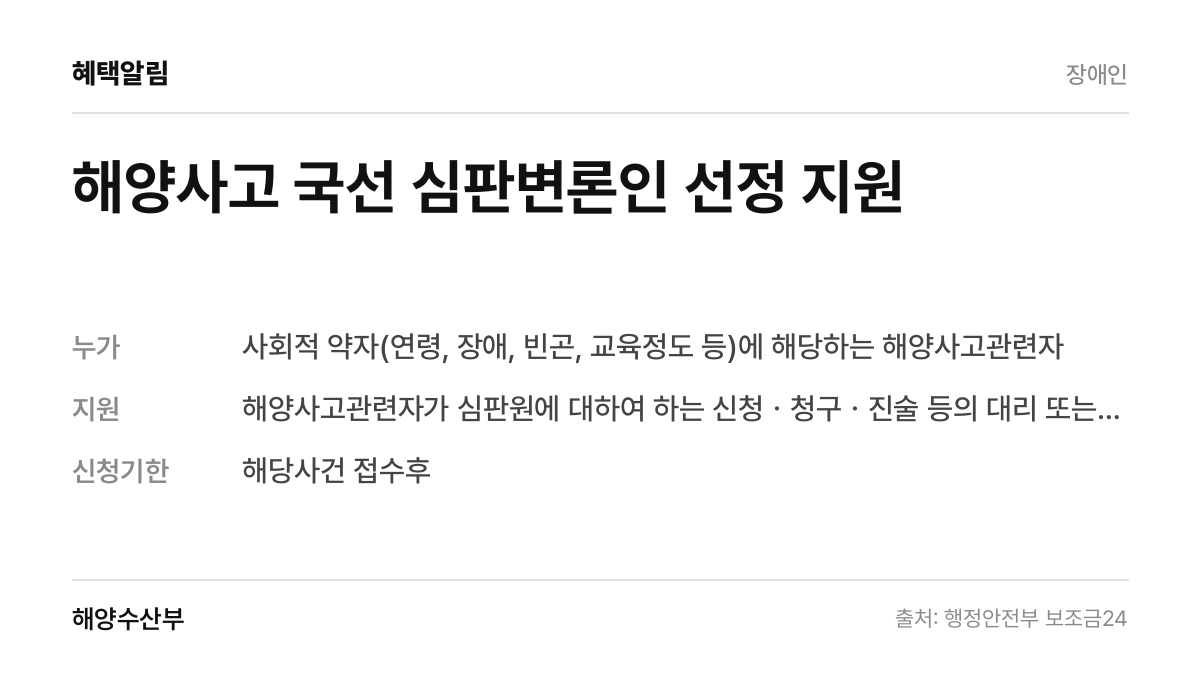 혜택알림
장애인
해양사고 국선 심판변론인 선정 지원
누가
사회적 약자(연령, 장애, 빈곤, 교육정도 등)에 해당하는 해양사고관련자
지원
해양사고관련자가 심판원에 대하여 하는 신청 · 청구 · 진술 등의 대리 또는...
신청기한
해당사건 접수후
해양수산부
출처: 행정안전부 보조금24